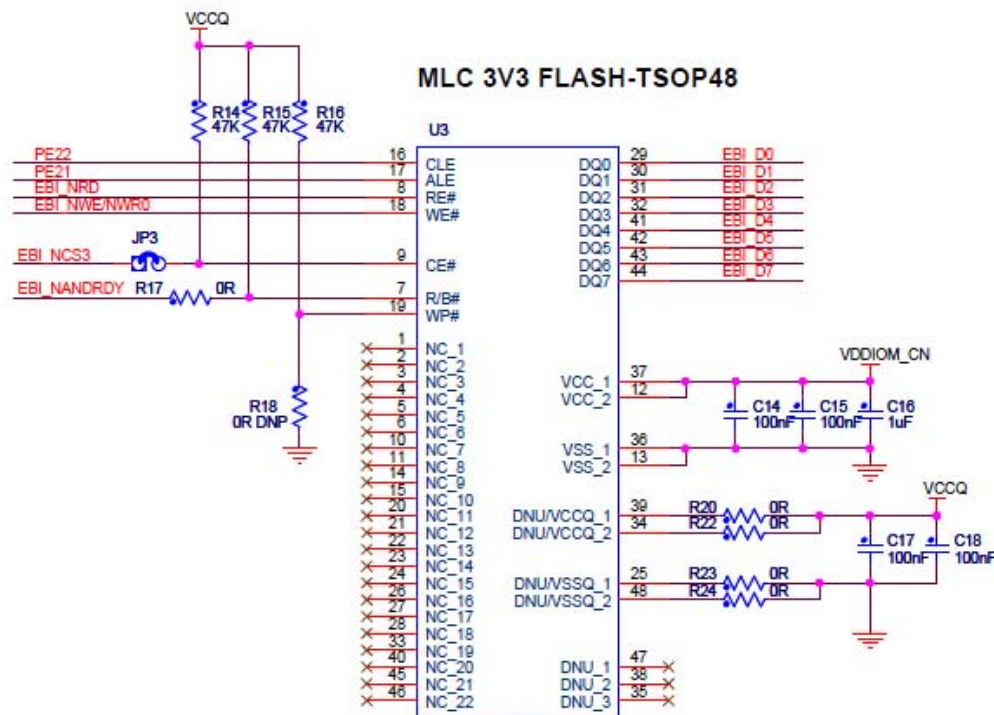 VCCQ
MLC 3V3 FLASH-TSOP48
R14 R15 R16
47K 47K 47K
U3
PE22 16 CLE DQ0 29 EBI_D0
PE21 17 ALE DQ1 30 EBI_D1
EBI_NRD 8 RE# DQ2 31 EBI_D2
EBI_NWE/NWR0 18 WE# DQ3 32 EBI_D3
DQ4 41 EBI_D4
JP3 DQ5 42 EBI_D5
EBI_NCS3 9 CE# DQ6 43 EBI_D6
DQ7 44 EBI_D7
EBI_NANDRDY R17 0R 7 R/B#
19 WP#
1 NC_1
2 NC_2
3 NC_3 VDDIOM_CN
4 NC_4 VCC_1 37
5 NC_5 VCC_2 12
6 NC_6 C14 C15 C16
R18 100nF 100nF 1uF
0R DNP
10 NC_7 VSS_1 36
11 NC_8 VSS_2 13
14 NC_9
15 NC_10 VCCQ
20 NC_11 DNU/VCCQ_1 39 R20 0R
21 NC_12 DNU/VCCQ_2 34 R22 0R
22 NC_13 C17 C18
23 NC_14 100nF 100nF
24 NC_15 DNU/VSSQ_1 25 R23 0R
26 NC_16 DNU/VSSQ_2 48 R24 0R
27 NC_17
28 NC_18
33 NC_19
40 NC_20 DNU_1 47
45 NC_21 DNU_2 38
46 NC_22 DNU_3 35